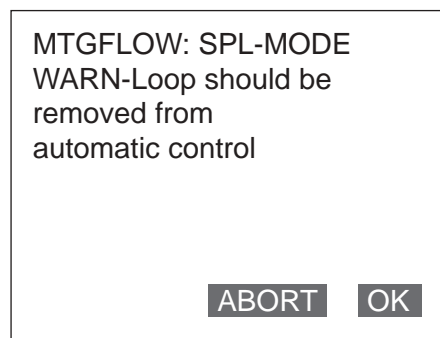 MTGFLOW: SPL-MODE
WARN-Loop should be
removed from
automatic control
ABORT OK